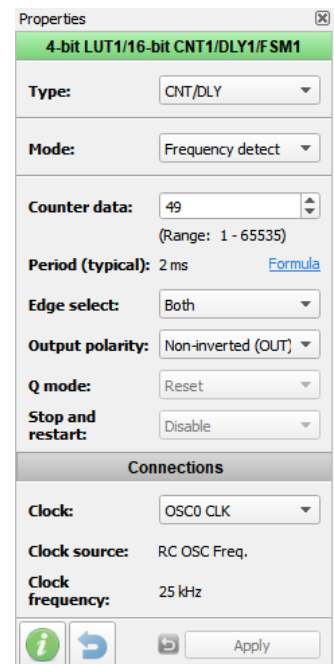 Properties
4-bit LUT1/16-bit CNT1/DLY1/FSM1
Type: CNT/DLY
Mode: Frequency detect
Counter data: 49
(Range: 1 - 65535)
Period (typical): 2 ms Formula
Edge select: Both
Output polarity: Non-inverted (OUT)
Q mode: Reset
Stop and
restart: Disable
Connections
Clock: OSC0 CLK
Clock source: RC OSC Freq.
Clock
frequency: 25 kHz
Apply